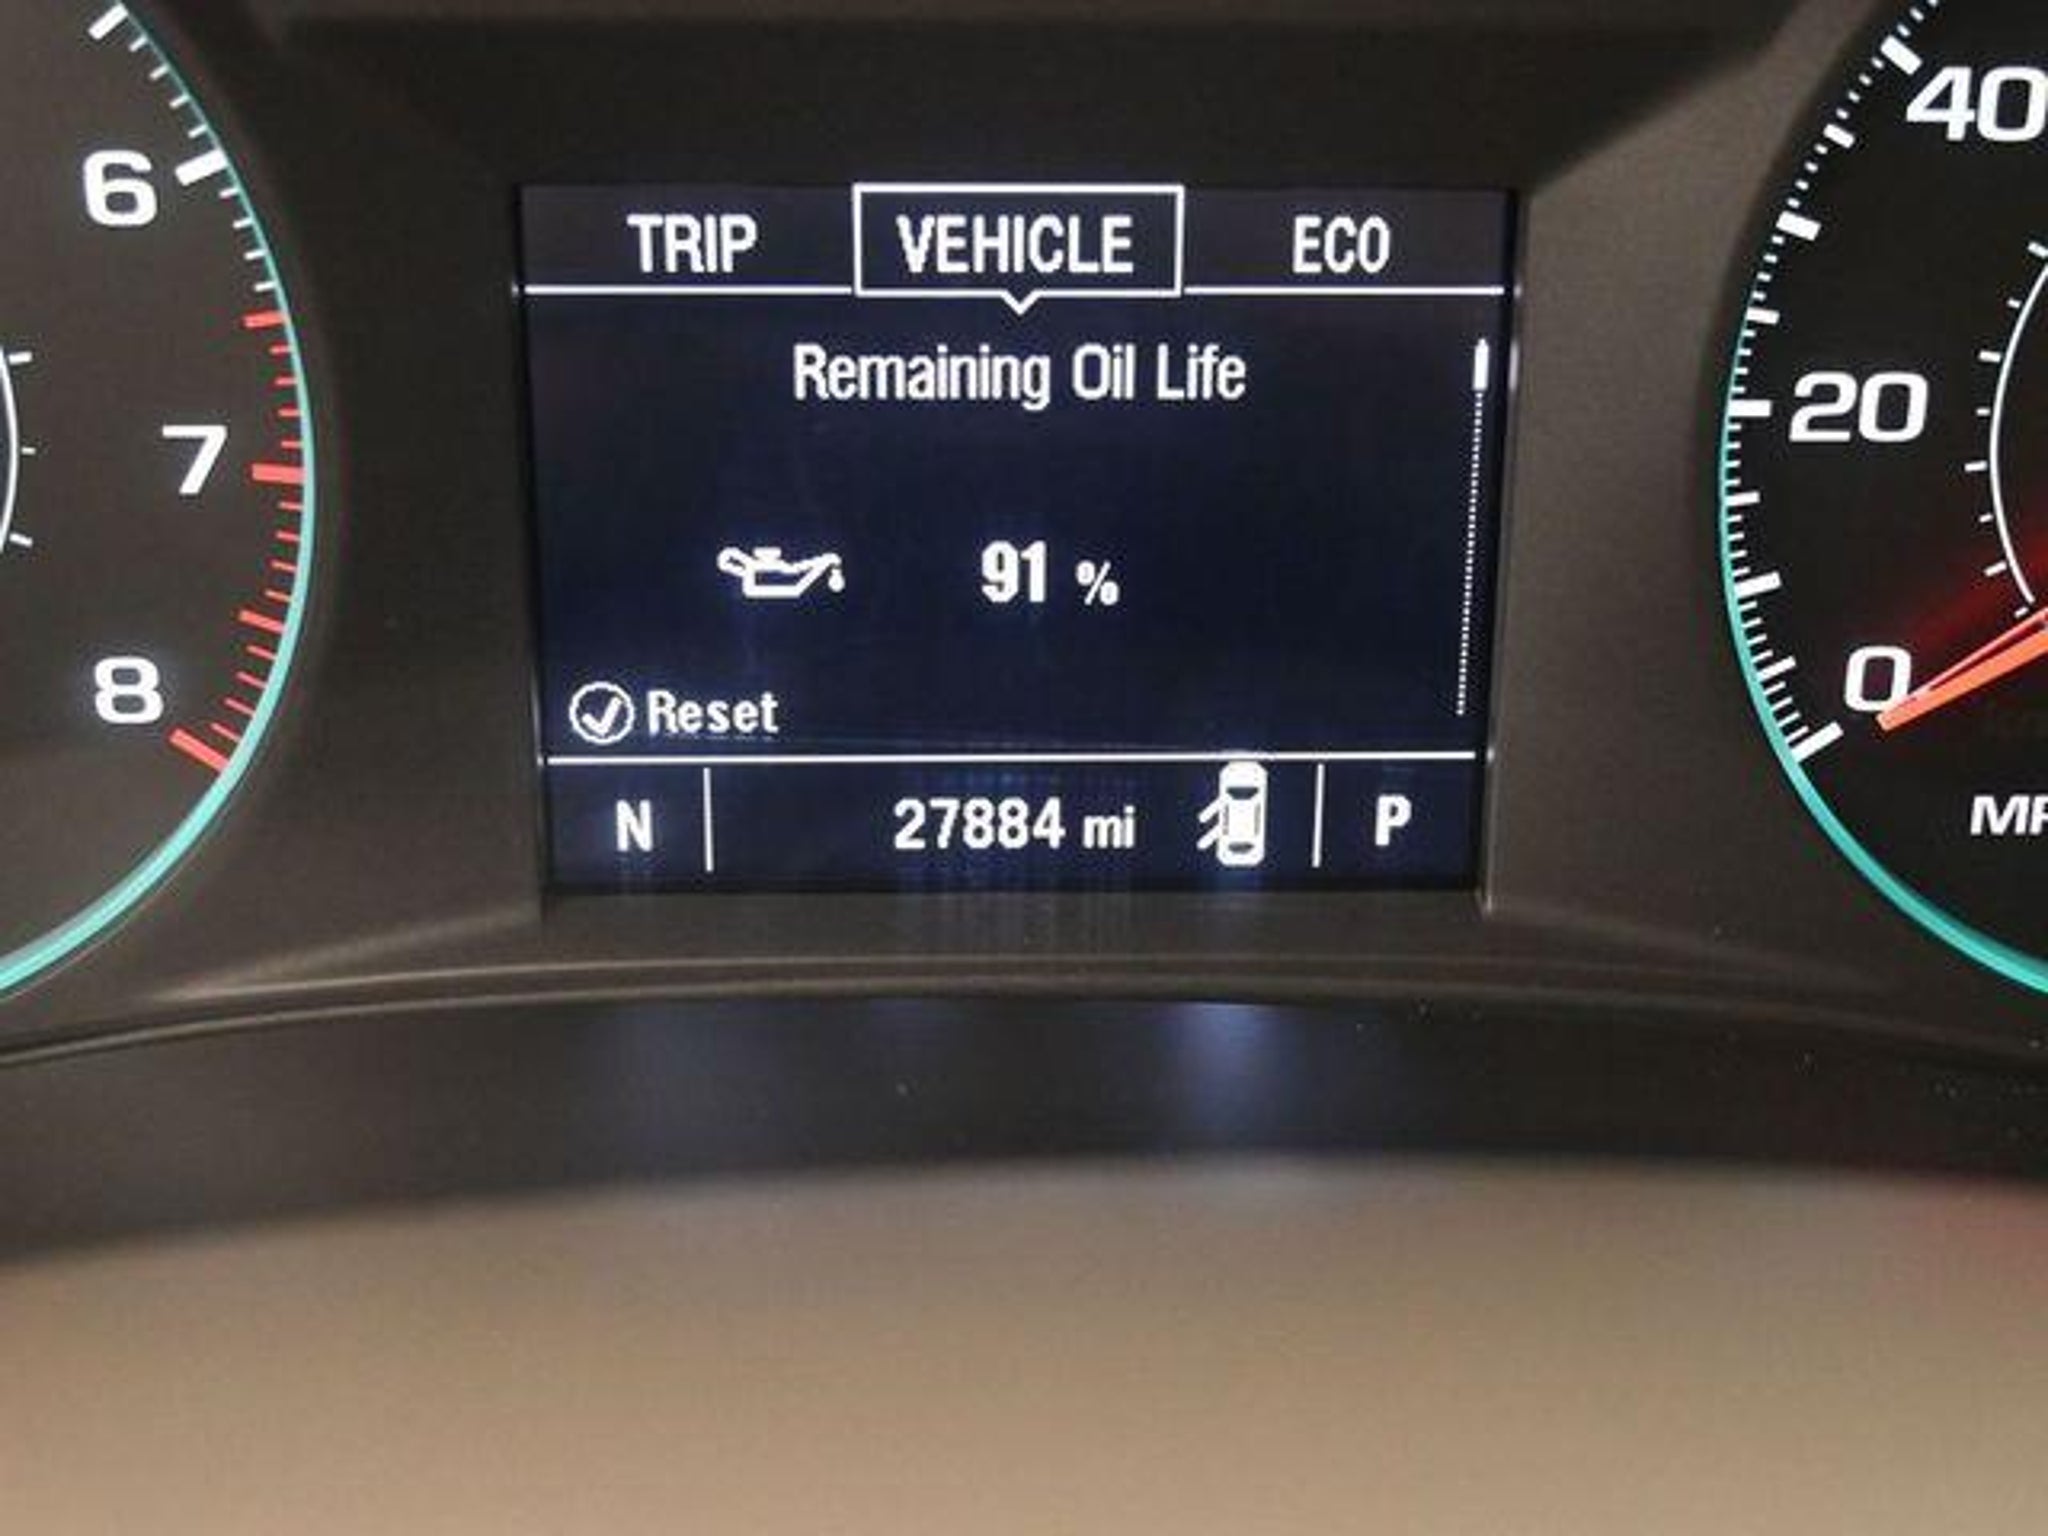 TRIP VEHICLE ECO
Remaining Oil Life
91 %
Reset
N 27884 mi P
6
7
8
40
20
0